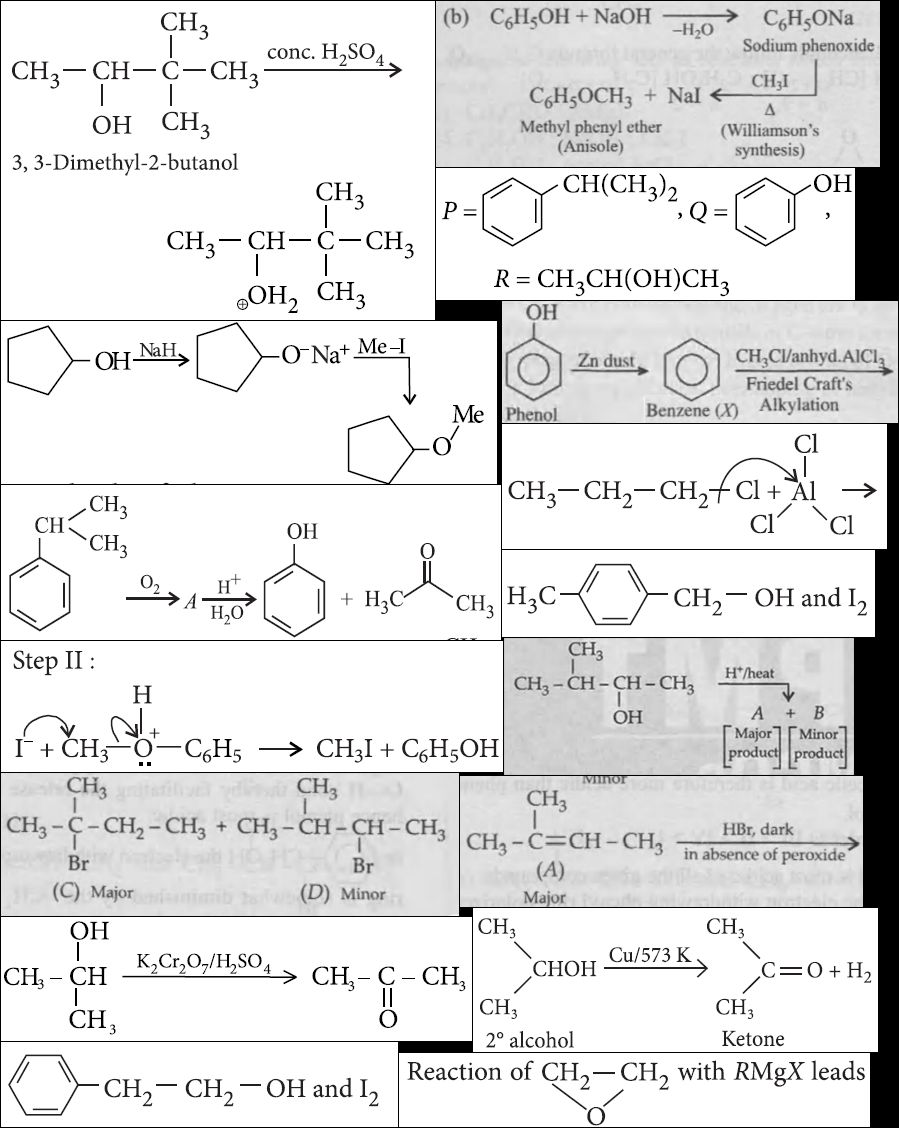 CH₃
CH₃—CH—C—CH₃ conc. H₂SO₄
OH CH₃
3, 3-Dimethyl-2-butanol
CH₃
CH₃—CH—C—CH₃
⊕OH₂ CH₃
(b) C₆H₅OH + NaOH –H₂O C₆H₅ONa
Sodium phenoxide
CH₃I
C₆H₅OCH₃ + NaI Δ
Methyl phenyl ether (Williamson's
(Anisole) synthesis)
P = CH(CH₃)₂ , Q = OH ,
R = CH₃CH(OH)CH₃
OH NaH O⁻Na⁺ Me–I
Me
O
OH
Zn dust CH₃Cl/anhyd.AlCl₃
Friedel Craft's
Phenol Benzene (X) Alkylation
Cl
CH₃—CH₂—CH₂—Cl + Al
Cl Cl
CH₃
CH
CH₃
OH
O
O₂ A H⁺ + H₃C CH₃
H₂O
H₃C— —CH₂— OH and I₂
Step II :
H
I⁻ + CH₃—O⁺—C₆H₅ → CH₃I + C₆H₅OH
CH₃
CH₃ – CH – CH – CH₃ H⁺/heat
OH
A + B
[Major product] [Minor product]
CH₃ CH₃
CH₃ – C – CH₂ – CH₃ + CH₃ – CH – CH – CH₃
Br Br
(C) Major (D) Minor
Minor
CH₃
CH₃ – C=CH – CH₃ HBr, dark
in absence of peroxide
(A)
Major
OH
CH₃ – CH K₂Cr₂O₇/H₂SO₄ CH₃ – C – CH₃
CH₃ O
CH₃ CH₃
CHOH Cu/573 K C=O + H₂
CH₃ CH₃
2° alcohol Ketone
CH₂ — CH₂ —OH and I₂
Reaction of CH₂—CH₂ with RMgX leads
O